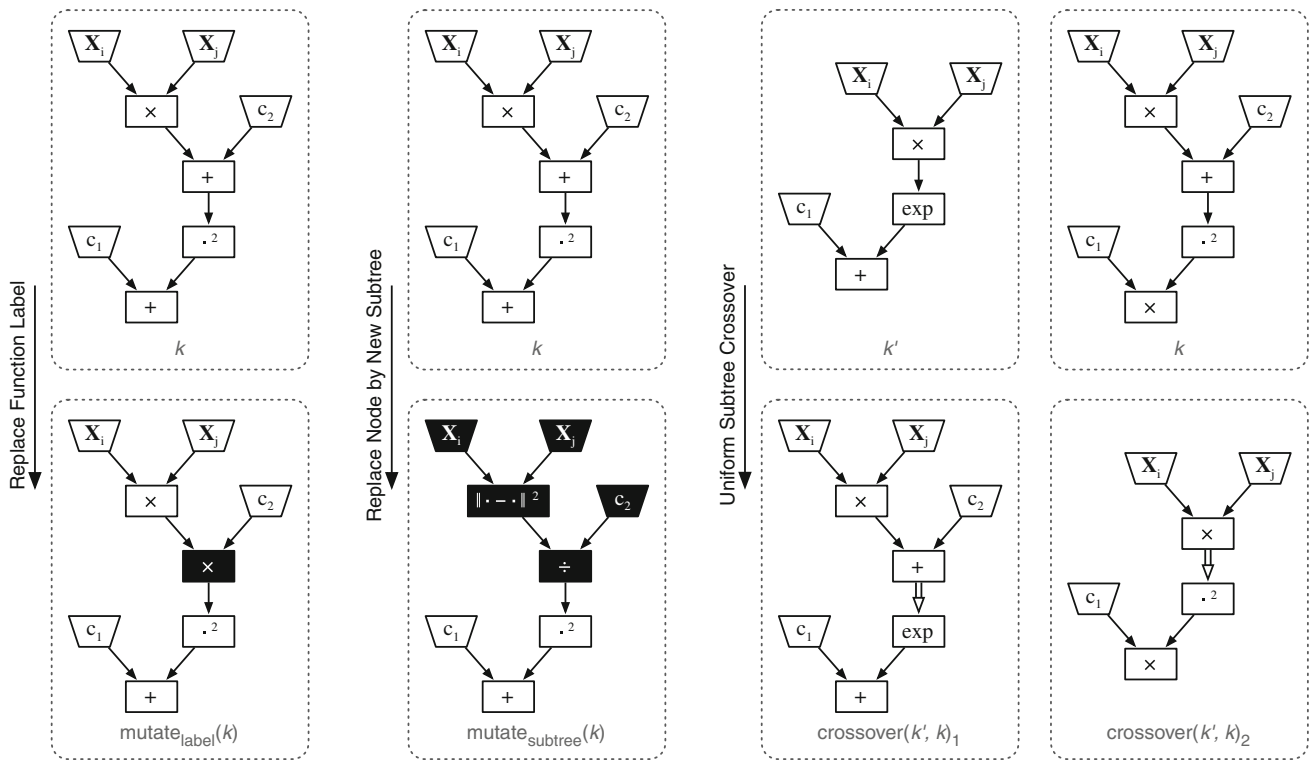 X_i X_j
×
c_2
+
c_1
· ²
+
k
Replace Function Label
X_i X_j
×
c_2
×
c_1
· ²
+
mutate_label(k)
X_i X_j
×
c_2
+
c_1
· ²
+
k
Replace Node by New Subtree
X_i X_j
‖ · − · ‖ ²
c_2
÷
c_1
· ²
+
mutate_subtree(k)
X_i X_j
×
c_1
exp
+
k'
Uniform Subtree Crossover
X_i X_j
×
c_2
+
c_1
exp
+
crossover(k', k)_1
X_i X_j
×
c_2
+
c_1
· ²
×
k
X_i X_j
×
c_1
· ²
×
crossover(k', k)_2